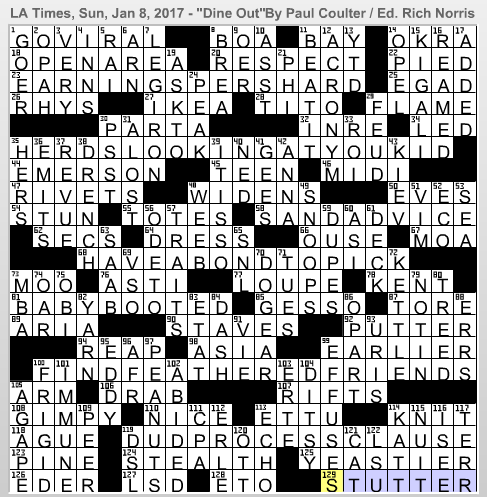 LA Times, Sun, Jan 8, 2017 - "Dine Out"By Paul Coulter / Ed. Rich Norris
GOVIRAL BOA BAY OKRA
OPENAREA RESPECT PIED
EARNINGSPERSHARD EGAD
RHYS IKEA TITO FLAME
PARTA INRE LED
HERDSLOOKINGATYOUKID
EMERSON TEEN MIDI
RIVETS WIDENS EVES
STUN TOTES SANDADVICE
SECS DRESS OUSE MOA
HAVEABONDTOPICK
MOO ASTI LOUPE KENT
BABYBOOTED GESSO TORE
ARIA STAVES PUTTER
REAP ASIA EARLIER
FINDFEATHEREDFRIENDS
ARM DRAB RIFTS
GIMPY NICE ETTU KNIT
AGUE DUDPROCESSCLAUSE
PINE STEALTH YEASTIER
EDER LSD ETO STUTTER